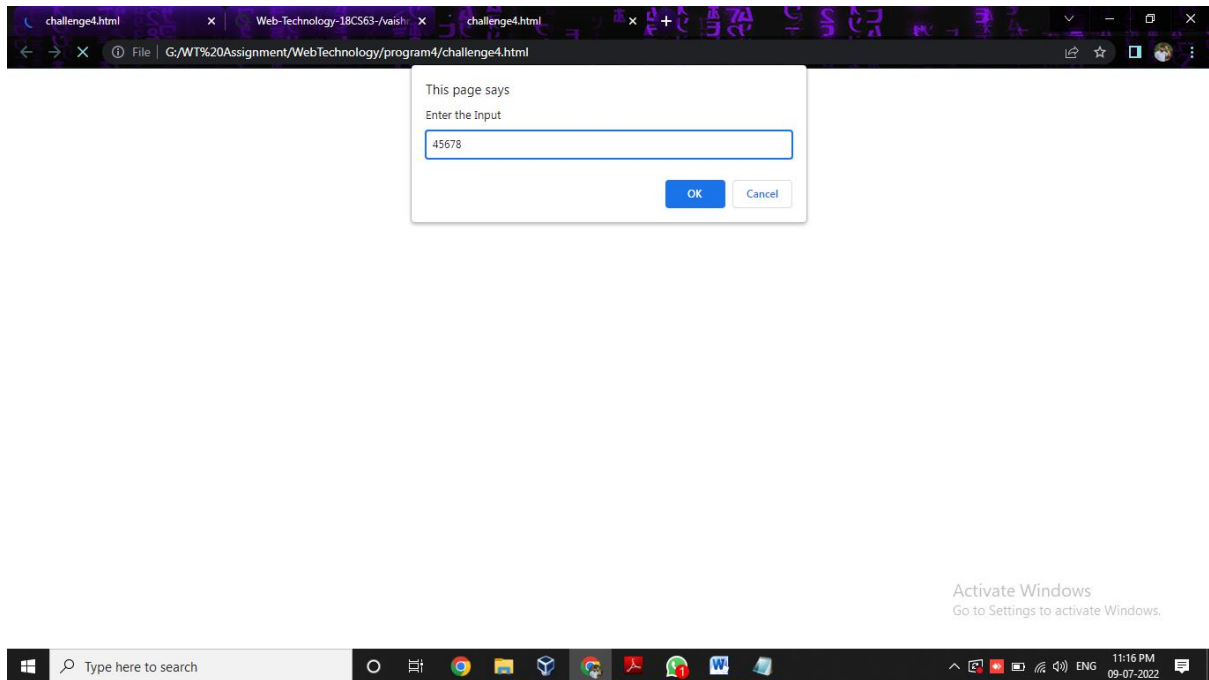 challenge4.html
Web-Technology-18CS63-/vaishr
challenge4.html
File | G:/WT%20Assignment/WebTechnology/program4/challenge4.html
This page says
Enter the Input
45678
OK
Cancel
Activate Windows
Go to Settings to activate Windows.
Type here to search
1
W
ENG
11:16 PM
09-07-2022